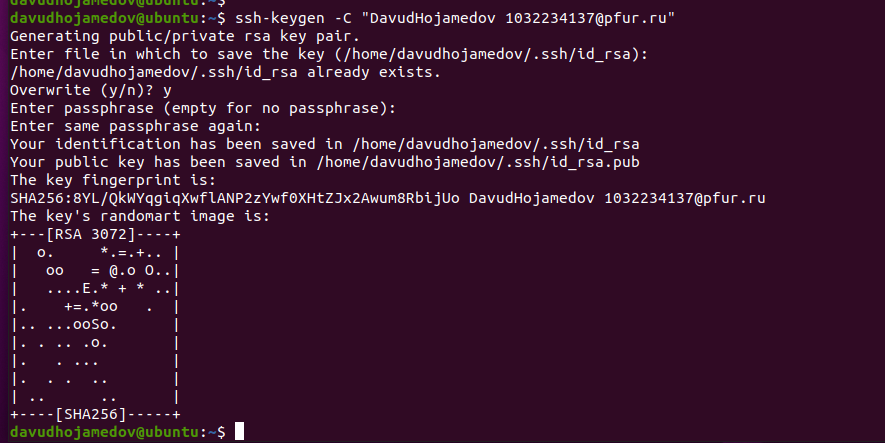 davudhojamedov@ubuntu:~$
davudhojamedov@ubuntu:~$ ssh-keygen -C "DavudHojamedov 1032234137@pfur.ru"
Generating public/private rsa key pair.
Enter file in which to save the key (/home/davudhojamedov/.ssh/id_rsa):
/home/davudhojamedov/.ssh/id_rsa already exists.
Overwrite (y/n)? y
Enter passphrase (empty for no passphrase):
Enter same passphrase again:
Your identification has been saved in /home/davudhojamedov/.ssh/id_rsa
Your public key has been saved in /home/davudhojamedov/.ssh/id_rsa.pub
The key fingerprint is:
SHA256:8YL/QkWYqgiqXwflANP2zYwf0XHtZJx2Awum8RbijUo DavudHojamedov 1032234137@pfur.ru
The key's randomart image is:
+---[RSA 3072]----+
|  o.     *.=.+.. |
|   oo   = @.o O..|
|   ....E.* + * ..|
|.    +=.*oo   .  |
|.. ...ooSo.      |
|. . .. .o.       |
|.   . ...        |
|.  . .  ..       |
| ..      ..      |
+----[SHA256]-----+
davudhojamedov@ubuntu:~$